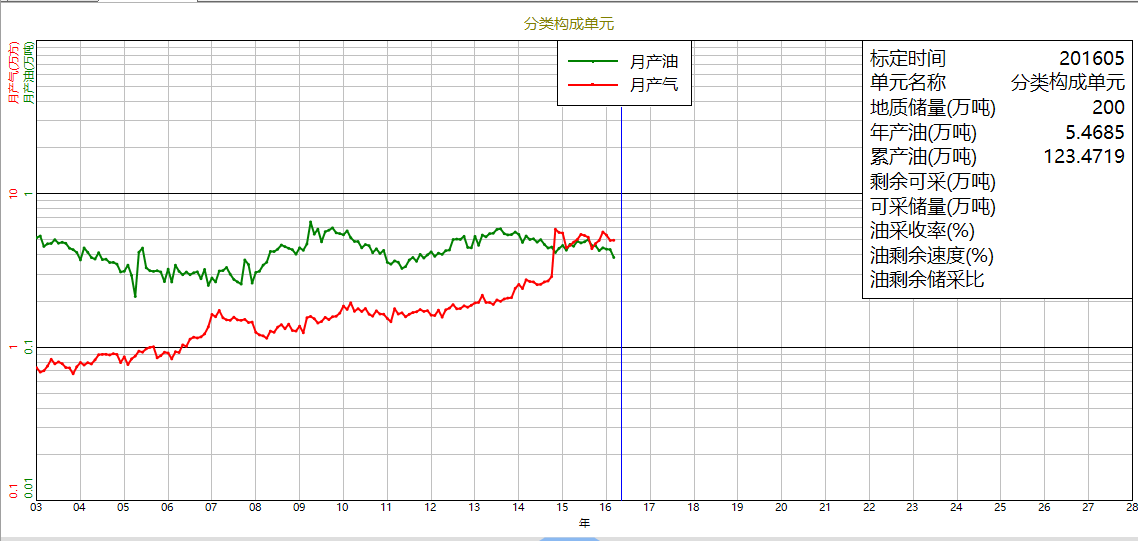 分类构成单元
月产气(万方)
月产油(万吨)
月产油
月产气
标定时间 201605
单元名称 分类构成单元
地质储量(万吨) 200
年产油(万吨) 5.4685
累产油(万吨) 123.4719
剩余可采(万吨)
可采储量(万吨)
油采收率(%)
油剩余速度(%)
油剩余储采比
10 1
1 0.1
0.1 0.01
03 04 05 06 07 08 09 10 11 12 13 14 15 16 17 18 19 20 21 22 23 24 25 26 27 28
年